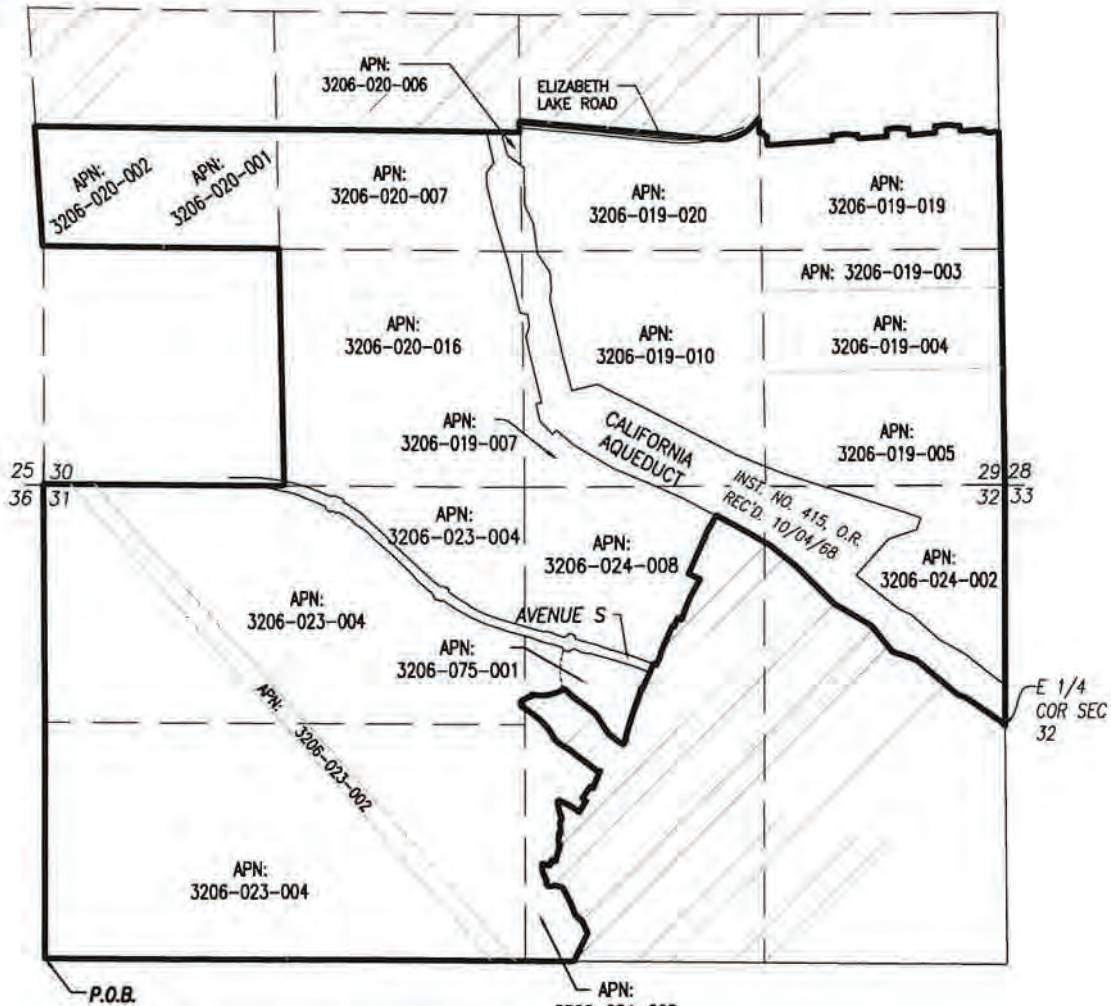 APN:
3206-020-006
ELIZABETH
LAKE ROAD
APN:
3206-020-002
APN:
3206-020-001
APN:
3206-020-007
APN:
3206-019-020
APN:
3206-019-019
APN: 3206-019-003
APN:
3206-020-016
APN:
3206-019-010
APN:
3206-019-004
APN:
3206-019-007
CALIFORNIA
AQUEDUCT
APN:
3206-019-005
25 30
36 31
29 28
32 33
INST. NO. 415, O.R.
REC'D. 10/04/68
APN:
3206-023-004
APN:
3206-024-008
APN:
3206-024-002
APN:
3206-023-004
AVENUE S
APN:
3206-075-001
E 1/4
COR SEC
32
APN: 3206-023-002
APN:
3206-023-004
P.O.B.
APN: